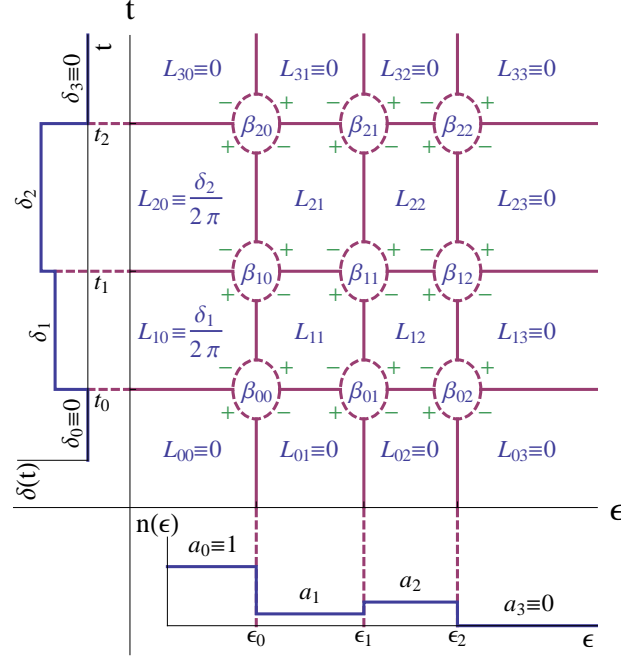 t
t
δ₃≡0
L₃₀≡0
L₃₁≡0
L₃₂≡0
L₃₃≡0
− + − + − +
t₂
β₂₀
β₂₁
β₂₂
+ − + − + −
δ₂
L₂₀≡δ₂/2 π
L₂₁
L₂₂
L₂₃≡0
− + − + − +
t₁
β₁₀
β₁₁
β₁₂
+ − + − + −
δ₁
L₁₀≡δ₁/2 π
L₁₁
L₁₂
L₁₃≡0
− + − + − +
t₀
β₀₀
β₀₁
β₀₂
+ − + − + −
δ₀≡0
L₀₀≡0
L₀₁≡0
L₀₂≡0
L₀₃≡0
δ(t)
ϵ
n(ϵ)
a₀≡1
a₁
a₂
a₃≡0
ϵ₀
ϵ₁
ϵ₂
ϵ